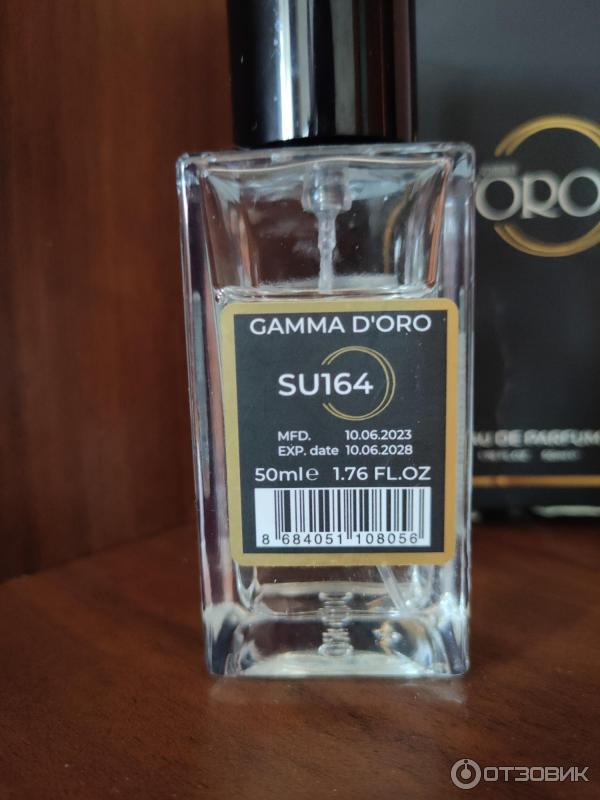 ORO
GAMMA D'ORO
SU164
MFD. 10.06.2023
EXP. date 10.06.2028
50ml℮ 1.76 FL.OZ
8 684051 108056
DE PARFUM
ОТЗОВИК